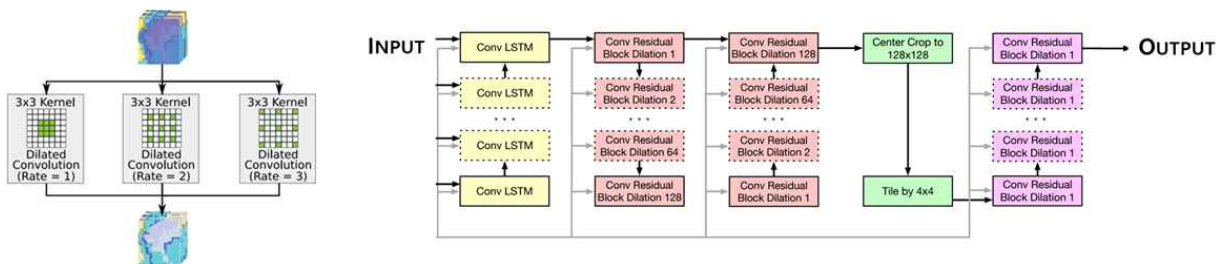 3x3 Kernel
Dilated
Convolution
(Rate = 1)
3x3 Kernel
Dilated
Convolution
(Rate = 2)
3x3 Kernel
Dilated
Convolution
(Rate = 3)
INPUT
Conv LSTM
Conv LSTM
...
Conv LSTM
Conv LSTM
Conv Residual
Block Dilation 1
Conv Residual
Block Dilation 2
...
Conv Residual
Block Dilation 64
Conv Residual
Block Dilation 128
Conv Residual
Block Dilation 128
Conv Residual
Block Dilation 64
...
Conv Residual
Block Dilation 2
Conv Residual
Block Dilation 1
Center Crop to
128x128
Tile by 4x4
Conv Residual
Block Dilation 1
Conv Residual
Block Dilation 1
...
Conv Residual
Block Dilation 1
Conv Residual
Block Dilation 1
OUTPUT